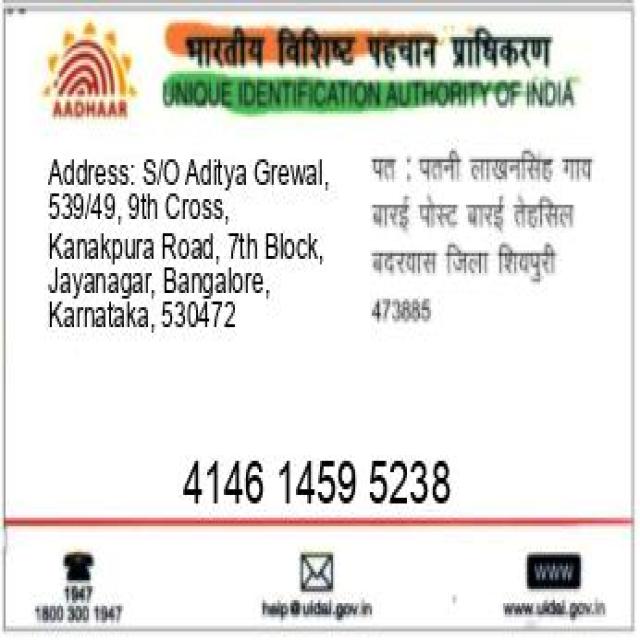 भारतीय विशिष्ट पहचान प्राधिकरण
AADHAAR
UNIQUE IDENTIFICATION AUTHORITY OF INDIA
Address: S/O Aditya Grewal,
539/49, 9th Cross,
Kanakpura Road, 7th Block,
Jayanagar, Bangalore,
Karnataka, 530472
पत : पतनी लाखनसिंह गाव
बारई पोस्ट बारई तेहसिल
बदरवास जिला शिवपुरी
473885
4146 1459 5238
1947
1800 300 1947
help@uidai.gov.in
WWW
www.uidai.gov.in